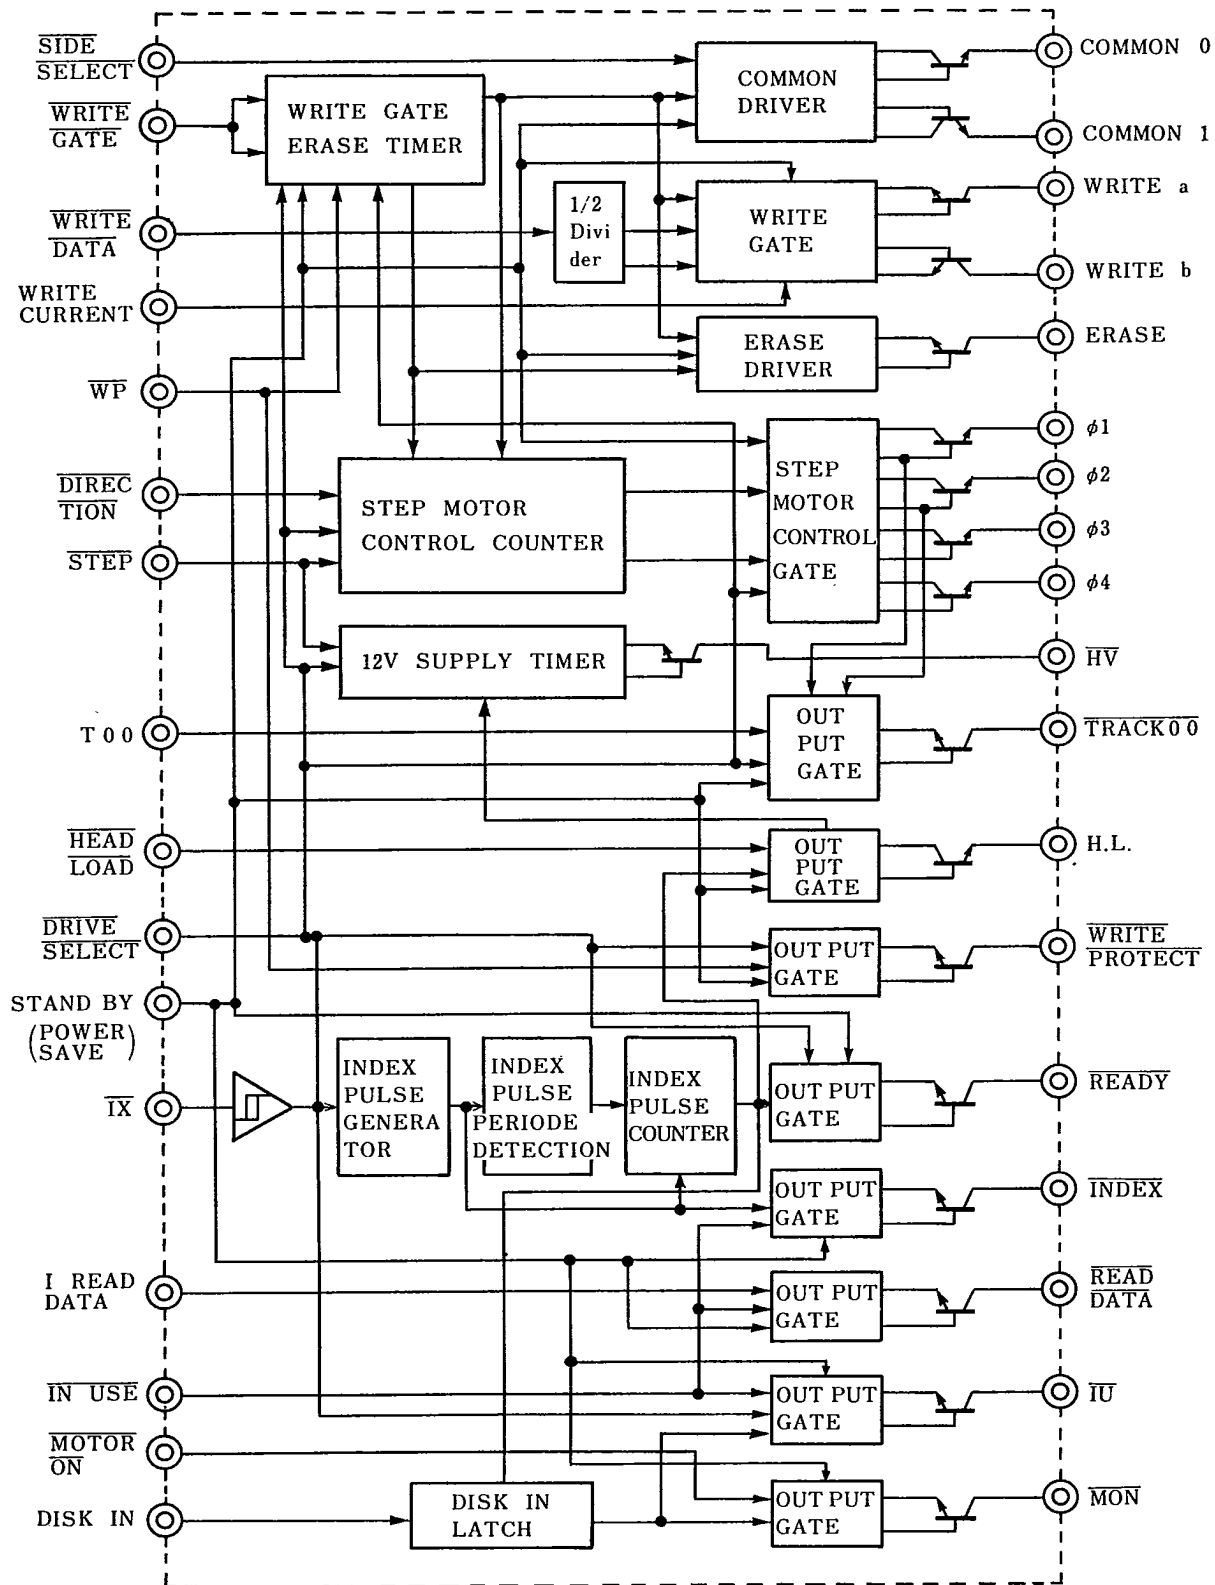 SIDE
SELECT
WRITE
GATE
WRITE
DATA
WRITE
CURRENT
WP
DIREC
TION
STEP
T00
HEAD
LOAD
DRIVE
SELECT
STAND BY
(POWER
SAVE)
IX
I READ
DATA
IN USE
MOTOR
ON
DISK IN
WRITE GATE
ERASE TIMER
1/2
Divi
der
STEP MOTOR
CONTROL COUNTER
12V SUPPLY TIMER
INDEX
PULSE
GENERA
TOR
INDEX
PULSE
PERIODE
DETECTION
INDEX
PULSE
COUNTER
DISK IN
LATCH
COMMON
DRIVER
WRITE
GATE
ERASE
DRIVER
STEP
MOTOR
CONTROL
GATE
OUT
PUT
GATE
OUT
PUT
GATE
OUT PUT
GATE
OUT PUT
GATE
OUT PUT
GATE
OUT PUT
GATE
OUT PUT
GATE
OUT PUT
GATE
COMMON 0
COMMON 1
WRITE a
WRITE b
ERASE
φ1
φ2
φ3
φ4
HV
TRACK00
H.L.
WRITE
PROTECT
READY
INDEX
READ
DATA
IU
MON